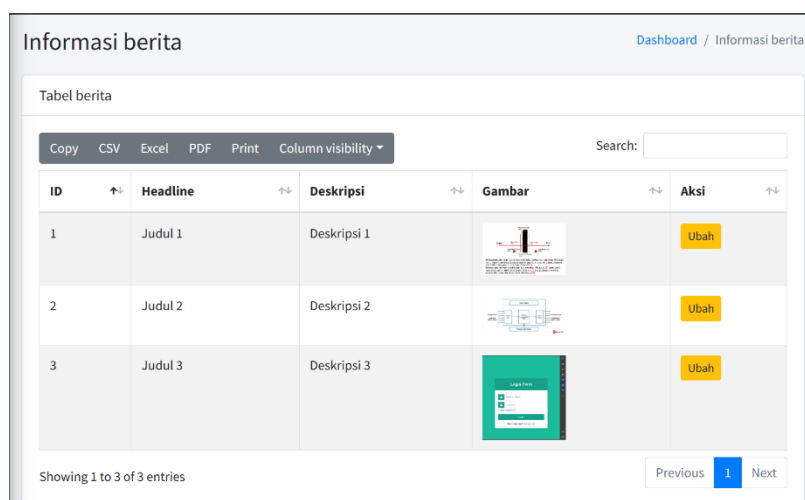 Informasi berita
Dashboard / Informasi berita
Tabel berita
Copy CSV Excel PDF Print Column visibility
Search:
ID Headline Deskripsi Gambar Aksi
1 Judul 1 Deskripsi 1 Ubah
2 Judul 2 Deskripsi 2 Ubah
3 Judul 3 Deskripsi 3 Ubah
Login Form
Showing 1 to 3 of 3 entries
Previous 1 Next